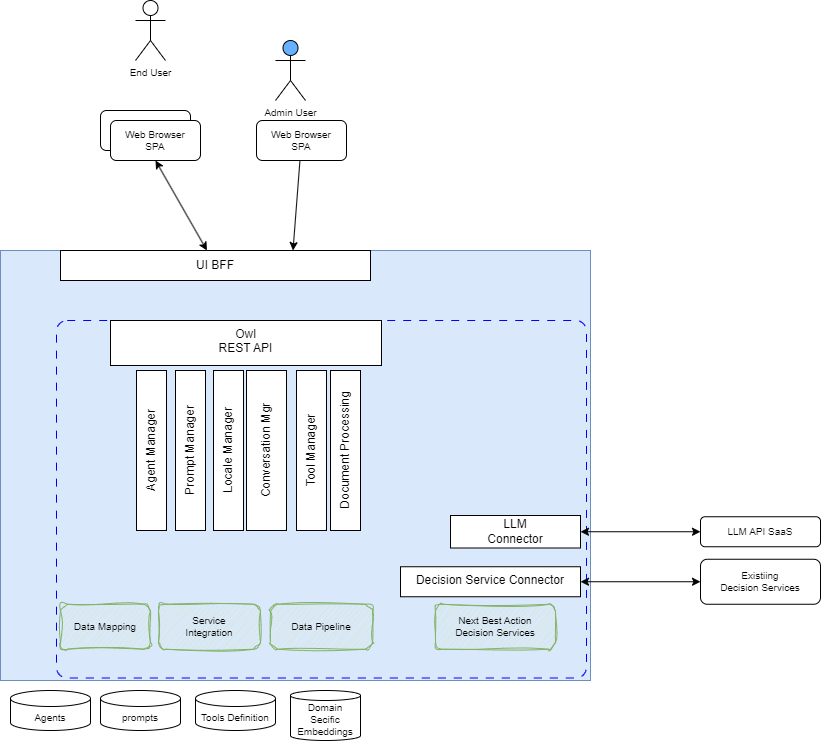 End User
Admin User
Web Browser
SPA
Web Browser
SPA
UI BFF
Owl
REST API
Agent Manager
Prompt Manager
Locale Manager
Conversation Mgr
Tool Manager
Document Processing
LLM
Connector
LLM API SaaS
Decision Service Connector
Existiing
Decision Services
Data Mapping
Service
Integration
Data Pipeline
Next Best Action
Decision Services
Agents
prompts
Tools Definition
Domain
Secific
Embeddings